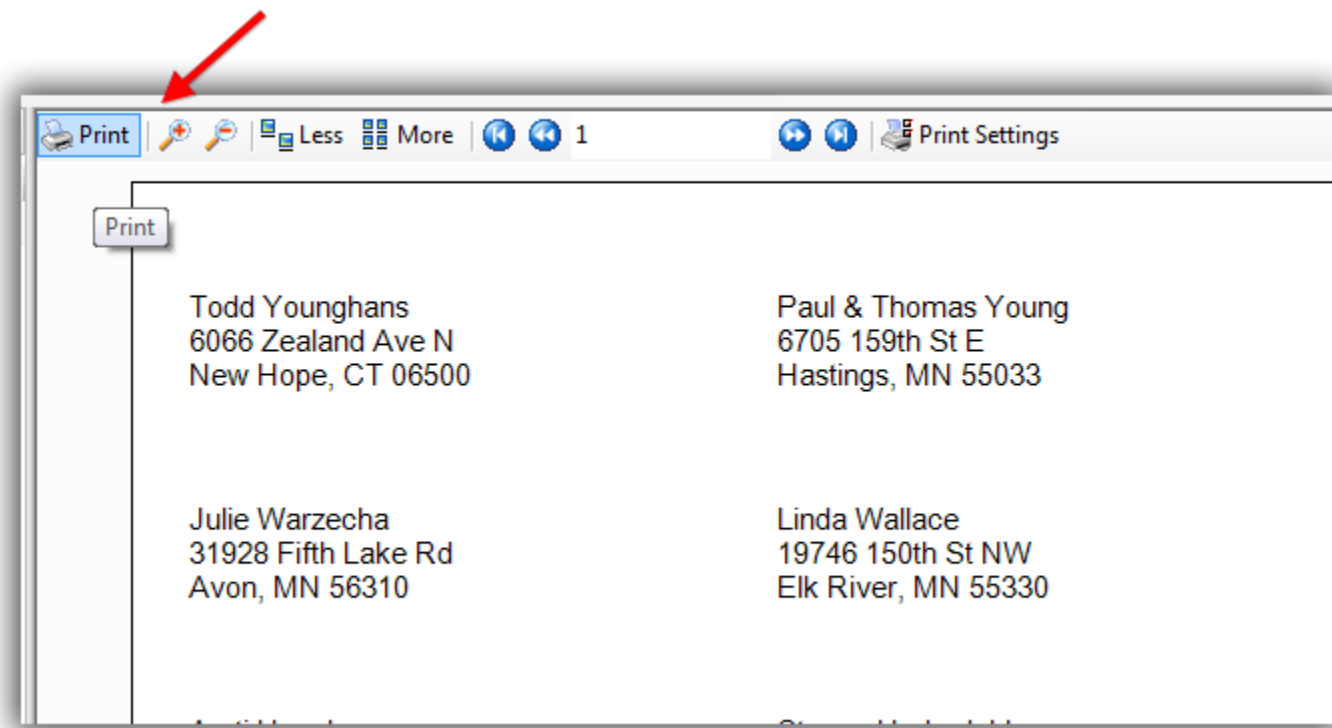 Print Less More 1 Print Settings
Print
Todd Younghans
6066 Zealand Ave N
New Hope, CT 06500
Paul & Thomas Young
6705 159th St E
Hastings, MN 55033
Julie Warzecha
31928 Fifth Lake Rd
Avon, MN 56310
Linda Wallace
19746 150th St NW
Elk River, MN 55330